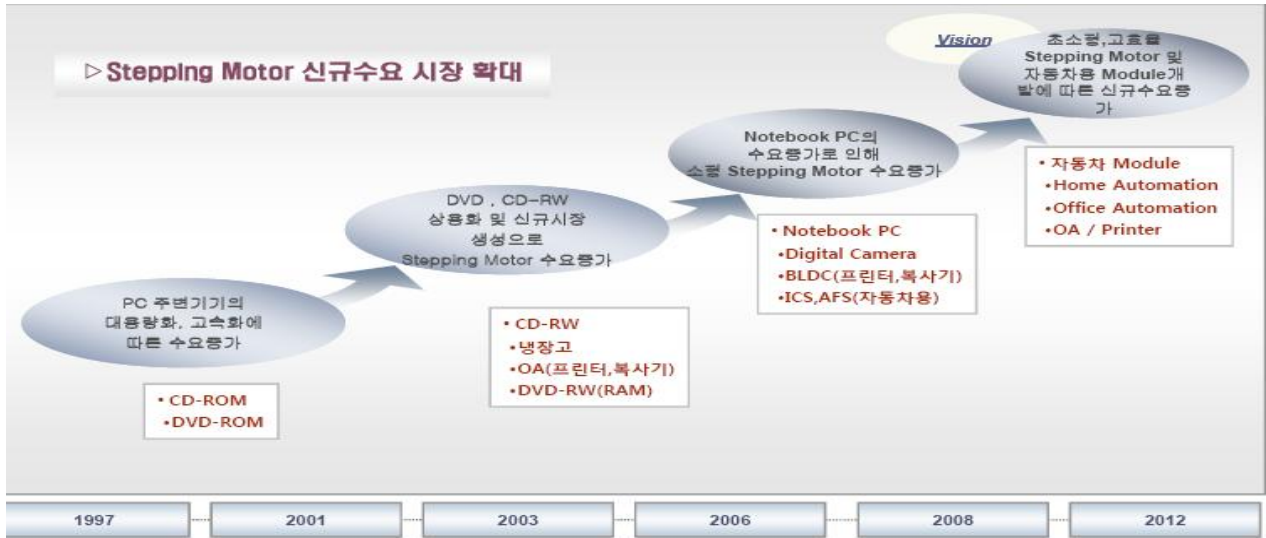 ▷Stepping Motor 신규수요 시장 확대
Vision
초소형,고효율
Stepping Motor 및
자동차용 Module개
발에 따른 신규수요증
가
Notebook PC의
수요증가로 인해
소형 Stepping Motor 수요증가
• 자동차 Module
•Home Automation
•Office Automation
•OA / Printer
DVD , CD-RW
상용화 및 신규시장
생성으로
Stepping Motor 수요증가
• Notebook PC
•Digital Camera
•BLDC(프린터,복사기)
•ICS,AFS(자동차용)
PC 주변기기의
대용량화, 고속화에
따른 수요증가
• CD-RW
•냉장고
•OA(프린터,복사기)
•DVD-RW(RAM)
• CD-ROM
•DVD-ROM
1997 2001 2003 2006 2008 2012